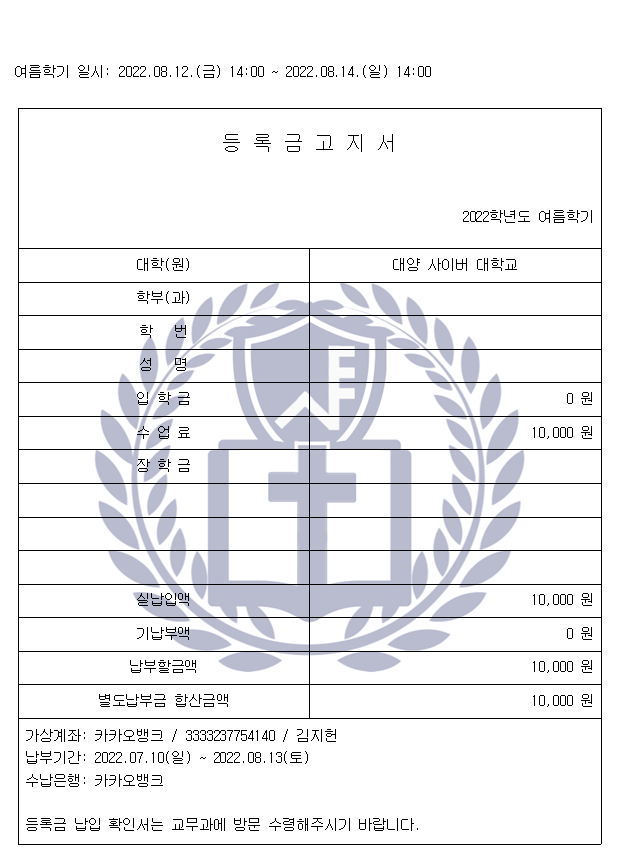 여름학기 일시: 2022.08.12.(금) 14:00 ~ 2022.08.14.(일) 14:00
등 록 금 고 지 서
2022학년도 여름학기
대학(원) 대양 사이버 대학교
학부(과)
학 번
성 명
입 학 금 0 원
수 업 료 10,000 원
장 학 금
실납입액 10,000 원
기납부액 0 원
납부할금액 10,000 원
별도납부금 합산금액 10,000 원
가상계좌: 카카오뱅크 / 3333237754140 / 김지헌
납부기간: 2022.07.10(일) ~ 2022.08.13(토)
수납은행: 카카오뱅크
등록금 납입 확인서는 교무과에 방문 수령해주시기 바랍니다.